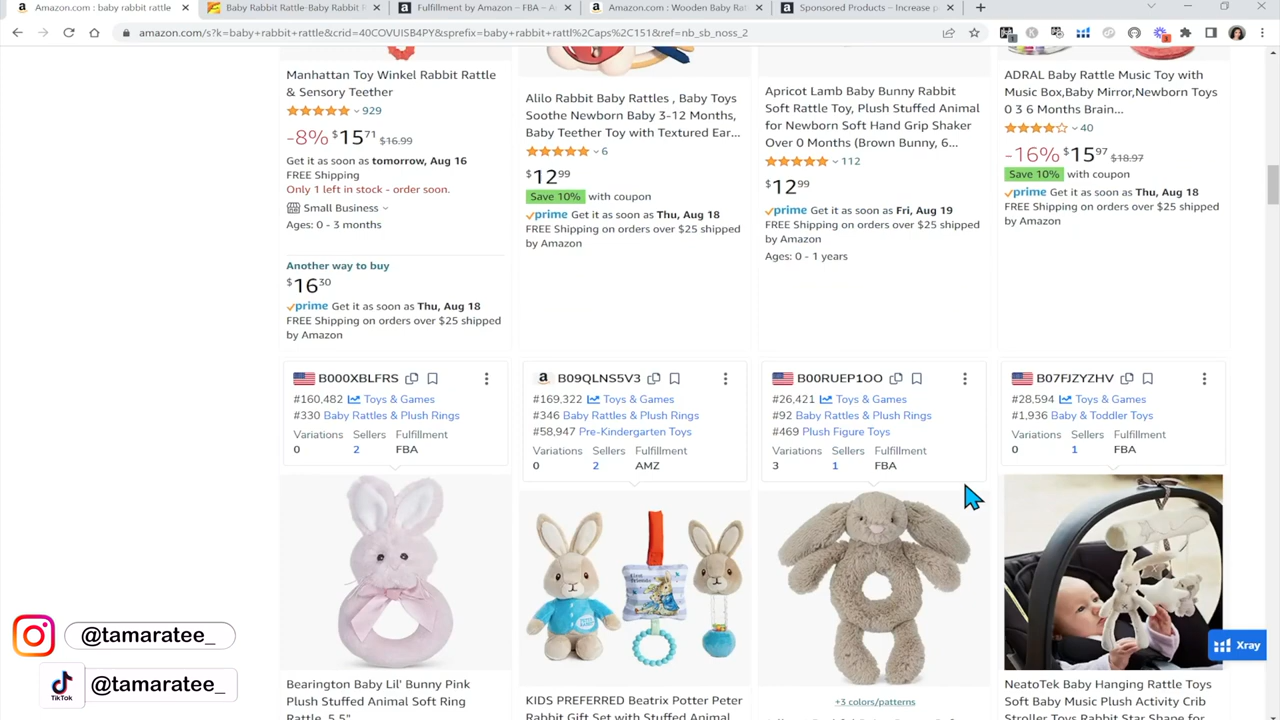 Amazon.com : baby rabbit rattle
Baby Rabbit Rattle-Baby Rabbit
Fulfillment by Amazon – FBA – A
Amazon.com : Wooden Baby Rat
Sponsored Products – Increase p
amazon.com/s?k=baby+rabbit+rattle&crid=40COVUISB4PY&sprefix=baby+rabbit+rattl%2Caps%2C151&ref=nb_sb_noss_2
Manhattan Toy Winkel Rabbit Rattle
& Sensory Teether
929
-8% $15 71 $16.99
Get it as soon as tomorrow, Aug 16
FREE Shipping
Only 1 left in stock - order soon.
Small Business
Ages: 0 - 3 months
Another way to buy
$16 30
prime Get it as soon as Thu, Aug 18
FREE Shipping on orders over $25 shipped
by Amazon
Alilo Rabbit Baby Rattles , Baby Toys
Soothe Newborn Baby 3-12 Months,
Baby Teether Toy with Textured Ear...
6
$12 99
Save 10% with coupon
prime Get it as soon as Thu, Aug 18
FREE Shipping on orders over $25 shipped
by Amazon
Apricot Lamb Baby Bunny Rabbit
Soft Rattle Toy, Plush Stuffed Animal
for Newborn Soft Hand Grip Shaker
Over 0 Months (Brown Bunny, 6...
112
$12 99
prime Get it as soon as Fri, Aug 19
FREE Shipping on orders over $25 shipped
by Amazon
Ages: 0 - 1 years
ADRAL Baby Rattle Music Toy with
Music Box,Baby Mirror,Newborn Toys
0 3 6 Months Brain...
40
-16% $15 97 $18.97
Save 10% with coupon
prime Get it as soon as Thu, Aug 18
FREE Shipping on orders over $25 shipped
by Amazon
B000XBLFRS
#160,482 Toys & Games
#330 Baby Rattles & Plush Rings
Variations Sellers Fulfillment
0 2 FBA
B09QLNS5V3
#169,322 Toys & Games
#346 Baby Rattles & Plush Rings
#58,947 Pre-Kindergarten Toys
Variations Sellers Fulfillment
0 2 AMZ
B00RUEP1OO
#26,421 Toys & Games
#92 Baby Rattles & Plush Rings
#469 Plush Figure Toys
Variations Sellers Fulfillment
3 1 FBA
B07FJZYZHV
#28,594 Toys & Games
#1,936 Baby & Toddler Toys
Variations Sellers Fulfillment
0 1 FBA
Bearington Baby Lil' Bunny Pink
Plush Stuffed Animal Soft Ring
Rattle, 5.5"
KIDS PREFERRED Beatrix Potter Peter
Rabbit Gift Set with Stuffed Animal
+3 colors/patterns
NeatoTek Baby Hanging Rattle Toys
Soft Baby Music Plush Activity Crib
Stroller Toys Rabbit Star Shape for
Xray
@tamaratee_
TikTok
@tamaratee_